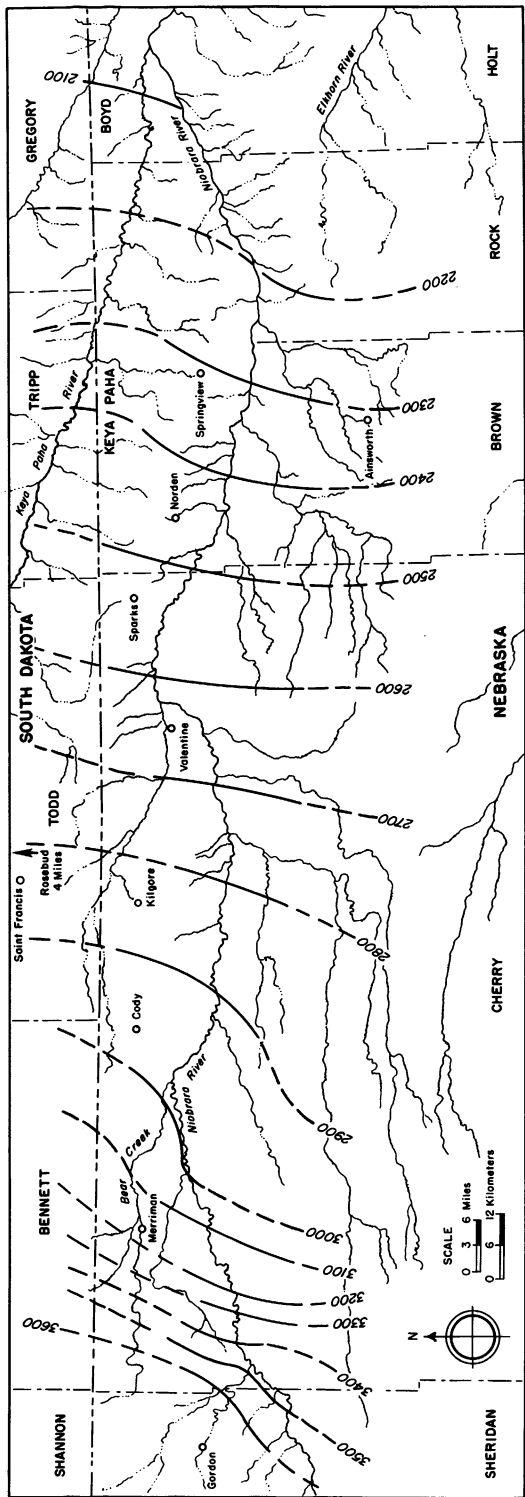 SHANNON
BENNETT
TODD
SOUTH DAKOTA
TRIPP
GREGORY
BOYD
KEYA PAHA
Saint Francis
Rosebud
4 Miles
Keya Paha River
Gordon
Merriman
Bear Creek
Cody
Kilgore
Valentine
Sparks
Norden
Springview
Ainsworth
Niobrara River
Niobrara River
Elkhorn River
3600
3500
3400
3300
3200
3100
3000
2900
2800
2700
2600
2500
2400
2300
2200
2100
SHERIDAN
CHERRY
NEBRASKA
BROWN
ROCK
HOLT
N
SCALE
0 3 6 Miles
0 6 12 Kilometers